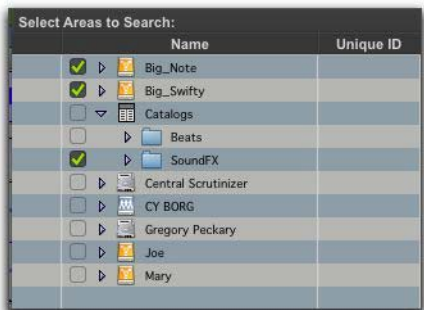 Select Areas to Search:
Name Unique ID
Big_Note
Big_Swifty
Catalogs
Beats
SoundFX
Central Scrutinizer
CY BORG
Gregory Peckary
Joe
Mary